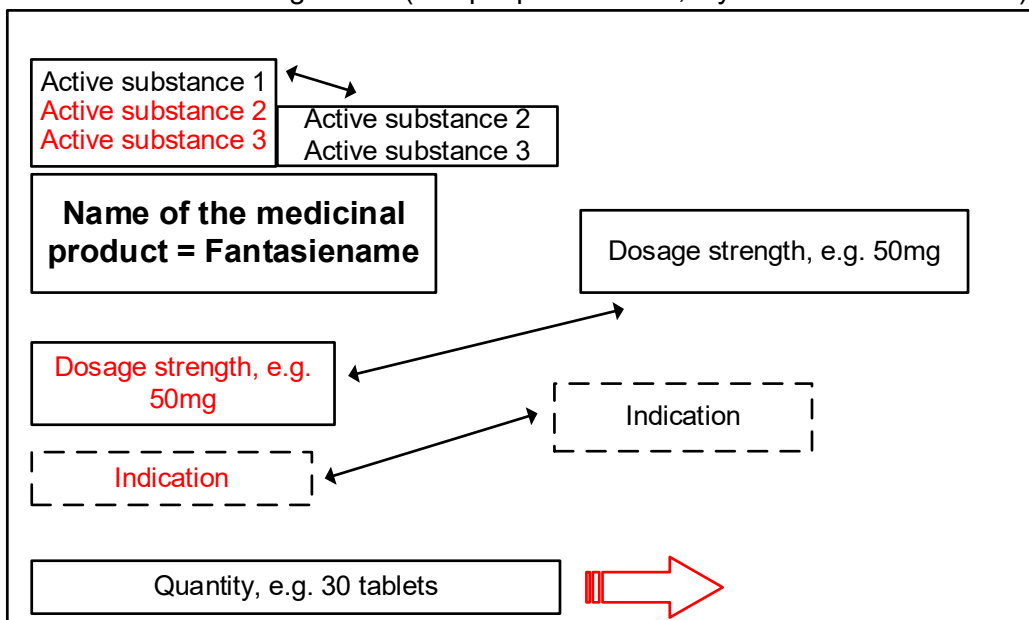 Active substance 1
Active substance 2
Active substance 3
Active substance 2
Active substance 3
Name of the medicinal
product = Fantasiename
Dosage strength, e.g. 50mg
Dosage strength, e.g.
50mg
Indication
Indication
Quantity, e.g. 30 tablets